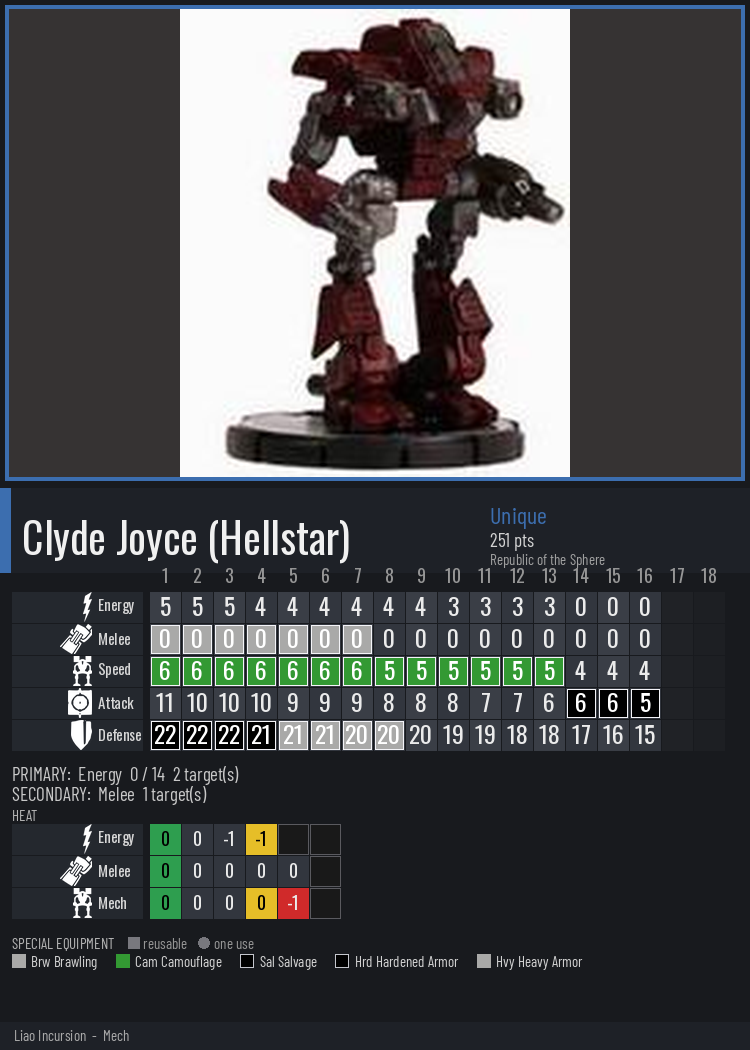 Clyde Joyce (Hellstar)
Unique
251 pts
Republic of the Sphere
1 2 3 4 5 6 7 8 9 10 11 12 13 14 15 16 17 18
Energy 5 5 5 4 4 4 4 4 4 3 3 3 3 0 0 0
Melee 0 0 0 0 0 0 0 0 0 0 0 0 0 0 0 0
Speed 6 6 6 6 6 6 6 5 5 5 5 5 5 4 4 4
Attack 11 10 10 10 9 9 9 8 8 8 7 7 6 6 6 5
Defense 22 22 22 21 21 21 20 20 20 19 19 18 18 17 16 15
PRIMARY: Energy 0 / 14 2 target(s)
SECONDARY: Melee 1 target(s)
HEAT
Energy 0 0 -1 -1
Melee 0 0 0 0 0
Mech 0 0 0 0 -1
SPECIAL EQUIPMENT reusable one use
Brw Brawling Cam Camouflage Sal Salvage Hrd Hardened Armor Hvy Heavy Armor
Liao Incursion - Mech